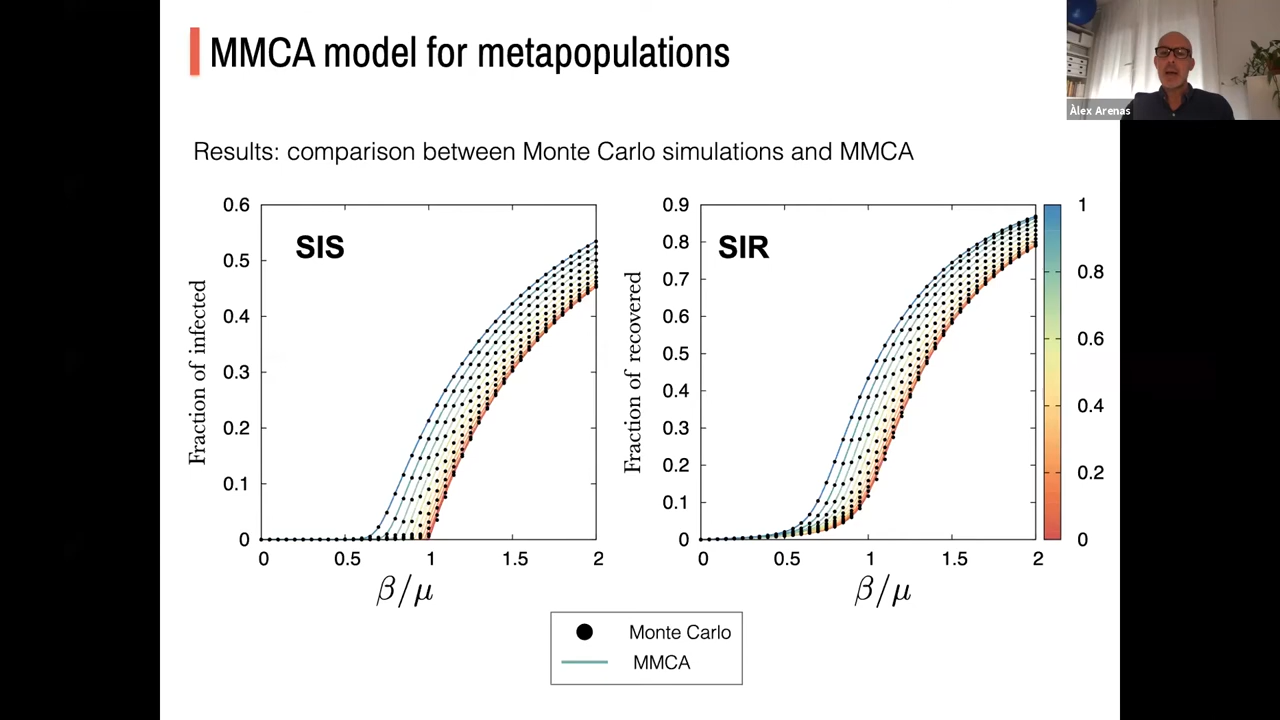 MMCA model for metapopulations
Àlex Arenas
Results: comparison between Monte Carlo simulations and MMCA
SIS
Fraction of infected
0.6
0.5
0.4
0.3
0.2
0.1
0
0 0.5 1 1.5 2
β/μ
SIR
Fraction of recovered
0.9
0.8
0.7
0.6
0.5
0.4
0.3
0.2
0.1
0
0 0.5 1 1.5 2
β/μ
1
0.8
0.6
0.4
0.2
0
Monte Carlo
MMCA